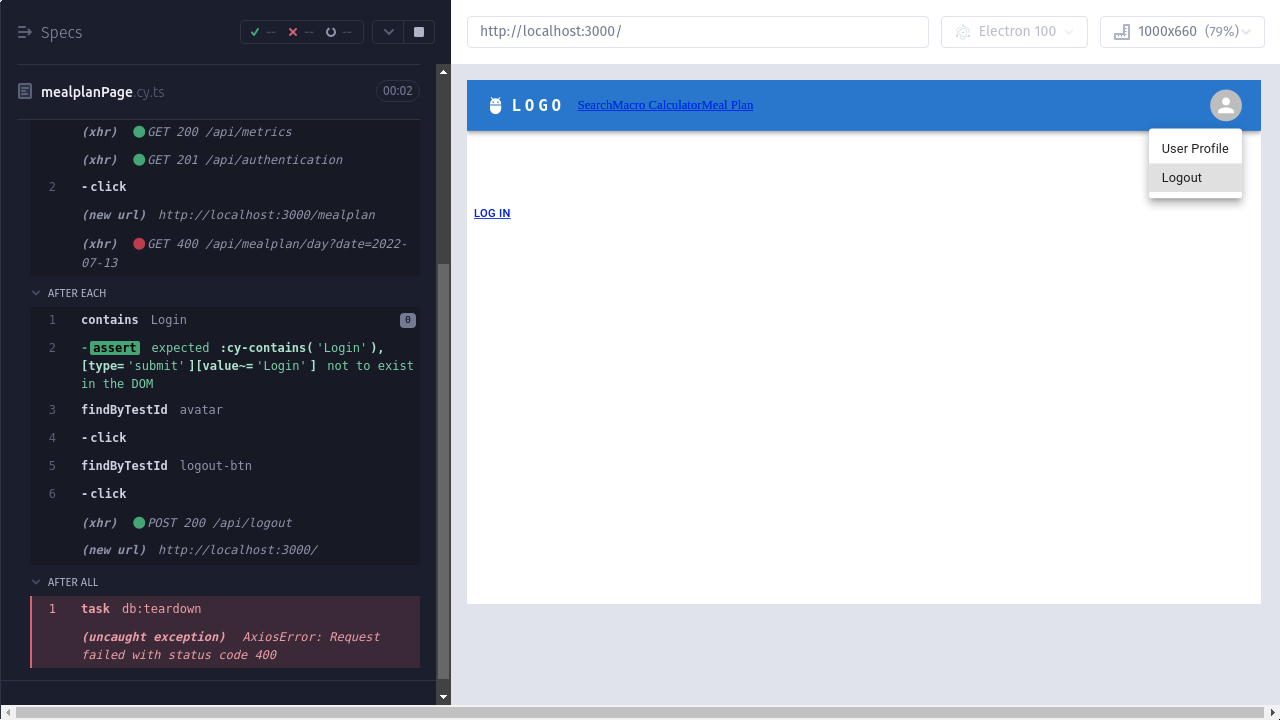 Specs
-- -- --
http://localhost:3000/
Electron 100
1000x660 (79%)
mealplanPage.cy.ts
00:02
(xhr) GET 200 /api/metrics
(xhr) GET 201 /api/authentication
2 -click
(new url) http://localhost:3000/mealplan
(xhr) GET 400 /api/mealplan/day?date=2022-
07-13
AFTER EACH
1 contains Login 0
2 -assert expected :cy-contains('Login'),
[type='submit'][value~='Login'] not to exist
in the DOM
3 findByTestId avatar
4 -click
5 findByTestId logout-btn
6 -click
(xhr) POST 200 /api/logout
(new url) http://localhost:3000/
AFTER ALL
1 task db:teardown
(uncaught exception) AxiosError: Request
failed with status code 400
LOGO
SearchMacro CalculatorMeal Plan
User Profile
Logout
LOG IN